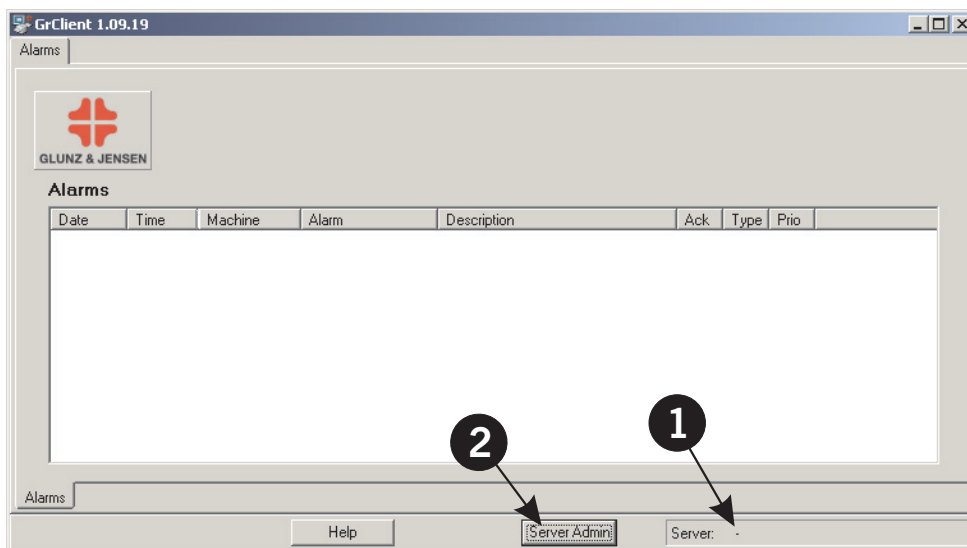 GrClient 1.09.19
Alarms
GLUNZ & JENSEN
Alarms
Date Time Machine Alarm Description Ack Type Prio
2 1
Alarms
Help Server Admin Server: -